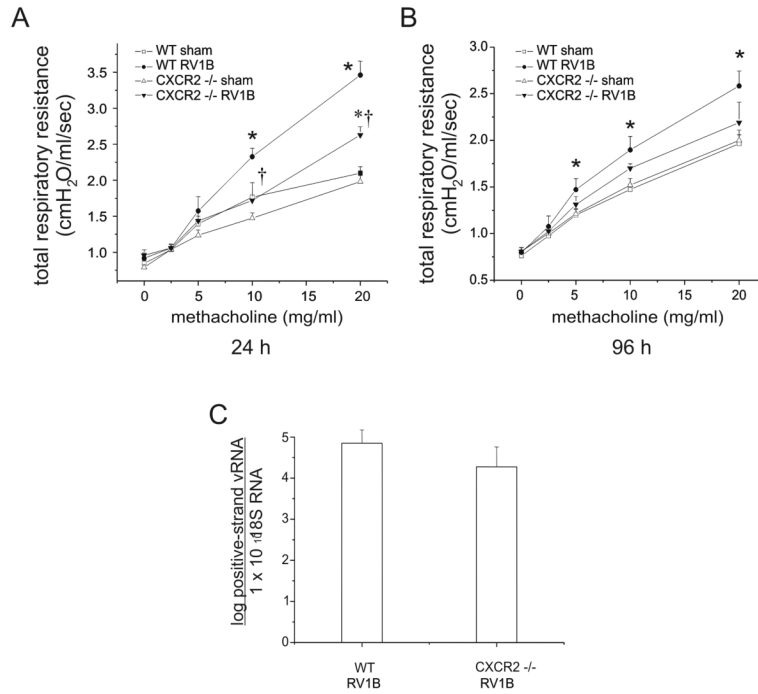 A
WT sham
WT RV1B
CXCR2 -/- sham
CXCR2 -/- RV1B
total respiratory resistance
(cmH2O/ml/sec)
3.5
3.0
2.5
2.0
1.5
1.0
*
*
*†
†
0
5
10
15
20
methacholine (mg/ml)
24 h
B
WT sham
WT RV1B
CXCR2 -/- sham
CXCR2 -/- RV1B
total respiratory resistance
(cmH2O/ml/sec)
3.0
2.5
2.0
1.5
1.0
0.5
*
*
*
0
5
10
15
20
methacholine (mg/ml)
96 h
C
log positive-strand vRNA
1 x 10 18S RNA
5
4
3
2
1
0
WT
RV1B
CXCR2 -/-
RV1B